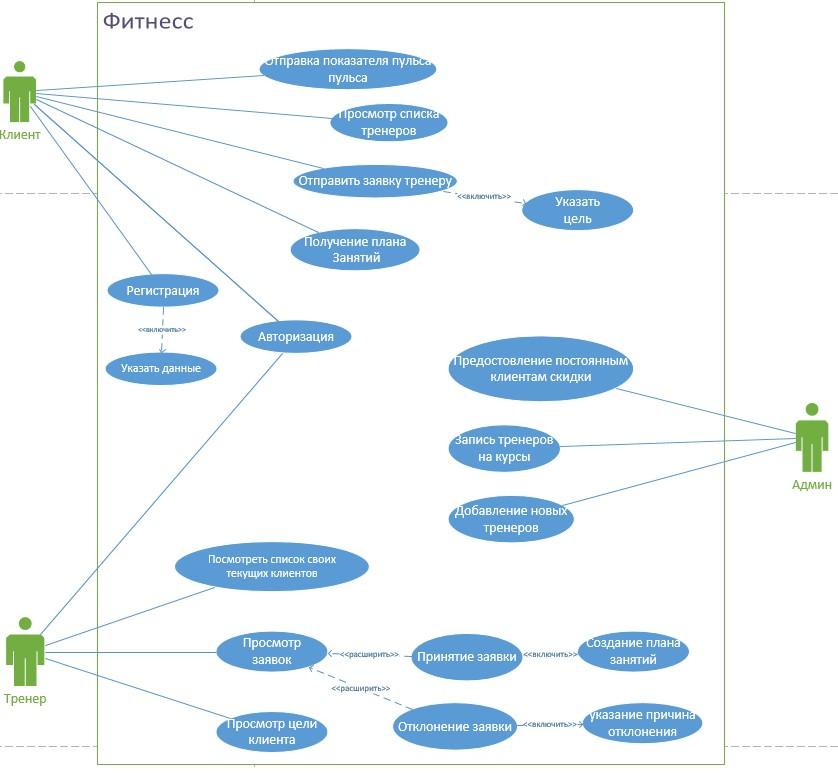 Фитнесс
Отправка показателя пульса
пульса
Клиент
Просмотр списка
тренеров
Отправить заявку тренеру
<<включить>>
Указать
цель
Получение плана
Занятий
Регистрация
<<включить>>
Указать данные
Авторизация
Предостовление постоянным
клиентам скидки
Запись тренеров
на курсы
Админ
Добавление новых
тренеров
Посмотреть список своих
текущих клиентов
Просмотр
заявок
<<расширить>>
Принятие заявки
<<включить>>
Создание плана
занятий
<<расширить>>
Тренер
Просмотр цели
клиента
Отклонение заявки
<<включить>>
указание причина
отклонения